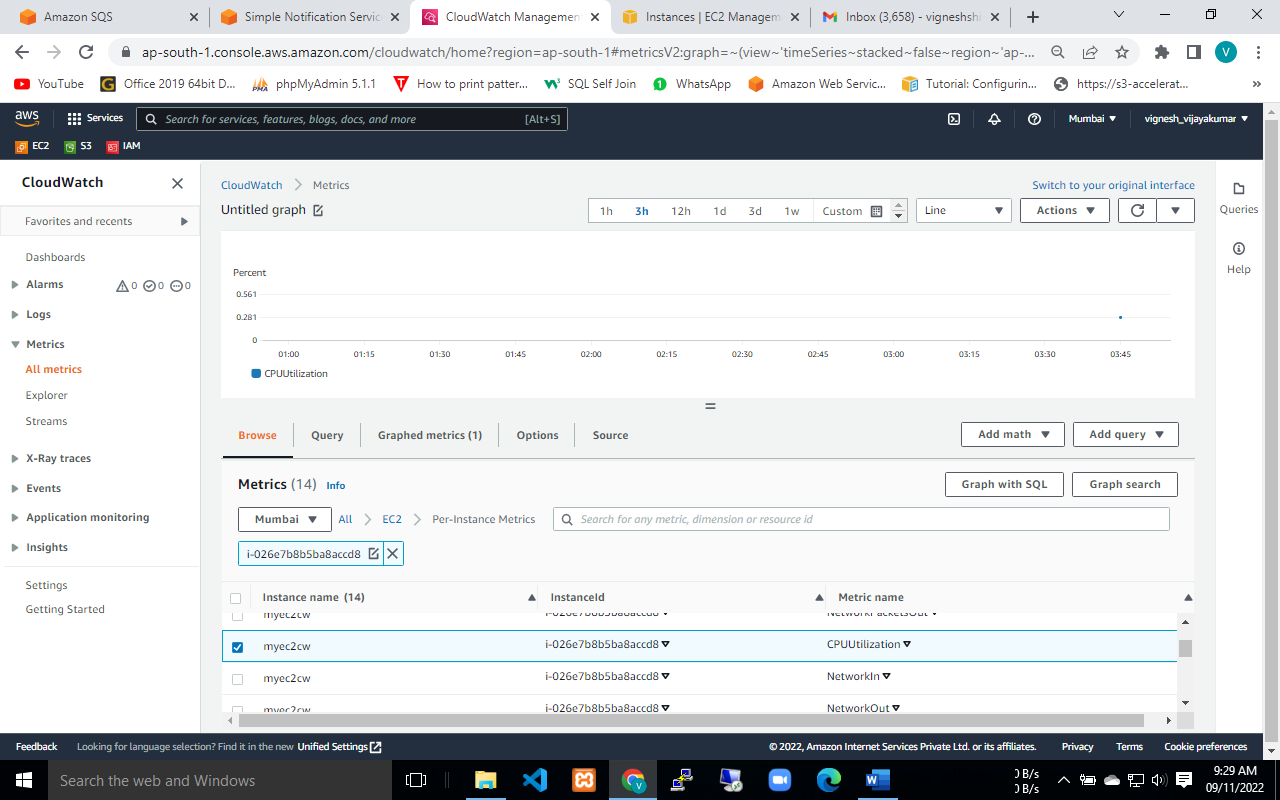 Amazon SQS
Simple Notification Servic
CloudWatch Management
Instances | EC2 Managem
Inbox (3,658) - vigneshshi
ap-south-1.console.aws.amazon.com/cloudwatch/home?region=ap-south-1#metricsV2:graph=~(view~'timeSeries~stacked~false~region~'ap-...
V
YouTube
Office 2019 64bit D...
phpMyAdmin 5.1.1
How to print patter...
SQL Self Join
WhatsApp
Amazon Web Servic...
Tutorial: Configurin...
https://s3-accelerat...
»
aws
Services
Search for services, features, blogs, docs, and more
[Alt+S]
Mumbai
vignesh_vijayakumar
EC2
S3
IAM
CloudWatch
Favorites and recents
Dashboards
Alarms
0
0
0
Logs
Metrics
All metrics
Explorer
Streams
X-Ray traces
Events
Application monitoring
Insights
Settings
Getting Started
CloudWatch
Metrics
Switch to your original interface
Untitled graph
1h
3h
12h
1d
3d
1w
Custom
Line
Actions
Percent
0.561
0.281
0
01:00
01:15
01:30
01:45
02:00
02:15
02:30
02:45
03:00
03:15
03:30
03:45
CPUUtilization
Browse
Query
Graphed metrics (1)
Options
Source
Add math
Add query
Metrics (14)
Info
Graph with SQL
Graph search
Mumbai
All
EC2
Per-Instance Metrics
Search for any metric, dimension or resource id
i-026e7b8b5ba8accd8
Instance name (14)
InstanceId
Metric name
myec2cw
i-026e7b8b5ba8accd8
NetworkPacketsOut
myec2cw
i-026e7b8b5ba8accd8
CPUUtilization
myec2cw
i-026e7b8b5ba8accd8
NetworkIn
myec2cw
i-026e7b8b5ba8accd8
NetworkOut
Queries
Help
Feedback
Looking for language selection? Find it in the new Unified Settings
© 2022, Amazon Internet Services Private Ltd. or its affiliates.
Privacy
Terms
Cookie preferences
Search the web and Windows
0 B/s
0 B/s
9:29 AM
09/11/2022